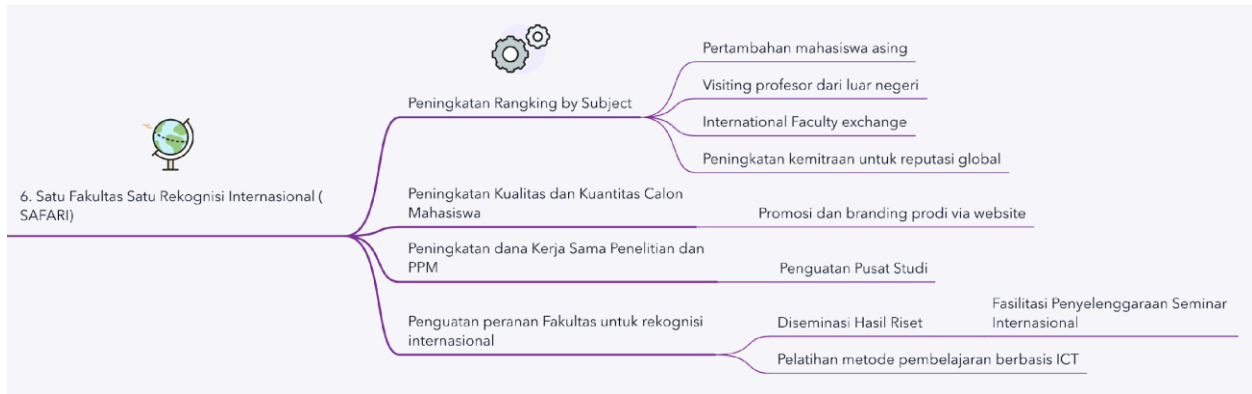 6. Satu Fakultas Satu Rekognisi Internasional (
SAFARI)
Peningkatan Rangking by Subject
Pertambahan mahasiswa asing
Visiting profesor dari luar negeri
International Faculty exchange
Peningkatan kemitraan untuk reputasi global
Peningkatan Kualitas dan Kuantitas Calon
Mahasiswa
Promosi dan branding prodi via website
Peningkatan dana Kerja Sama Penelitian dan
PPM
Penguatan Pusat Studi
Penguatan peranan Fakultas untuk rekognisi
internasional
Diseminasi Hasil Riset
Fasilitasi Penyelenggaraan Seminar
Internasional
Pelatihan metode pembelajaran berbasis ICT